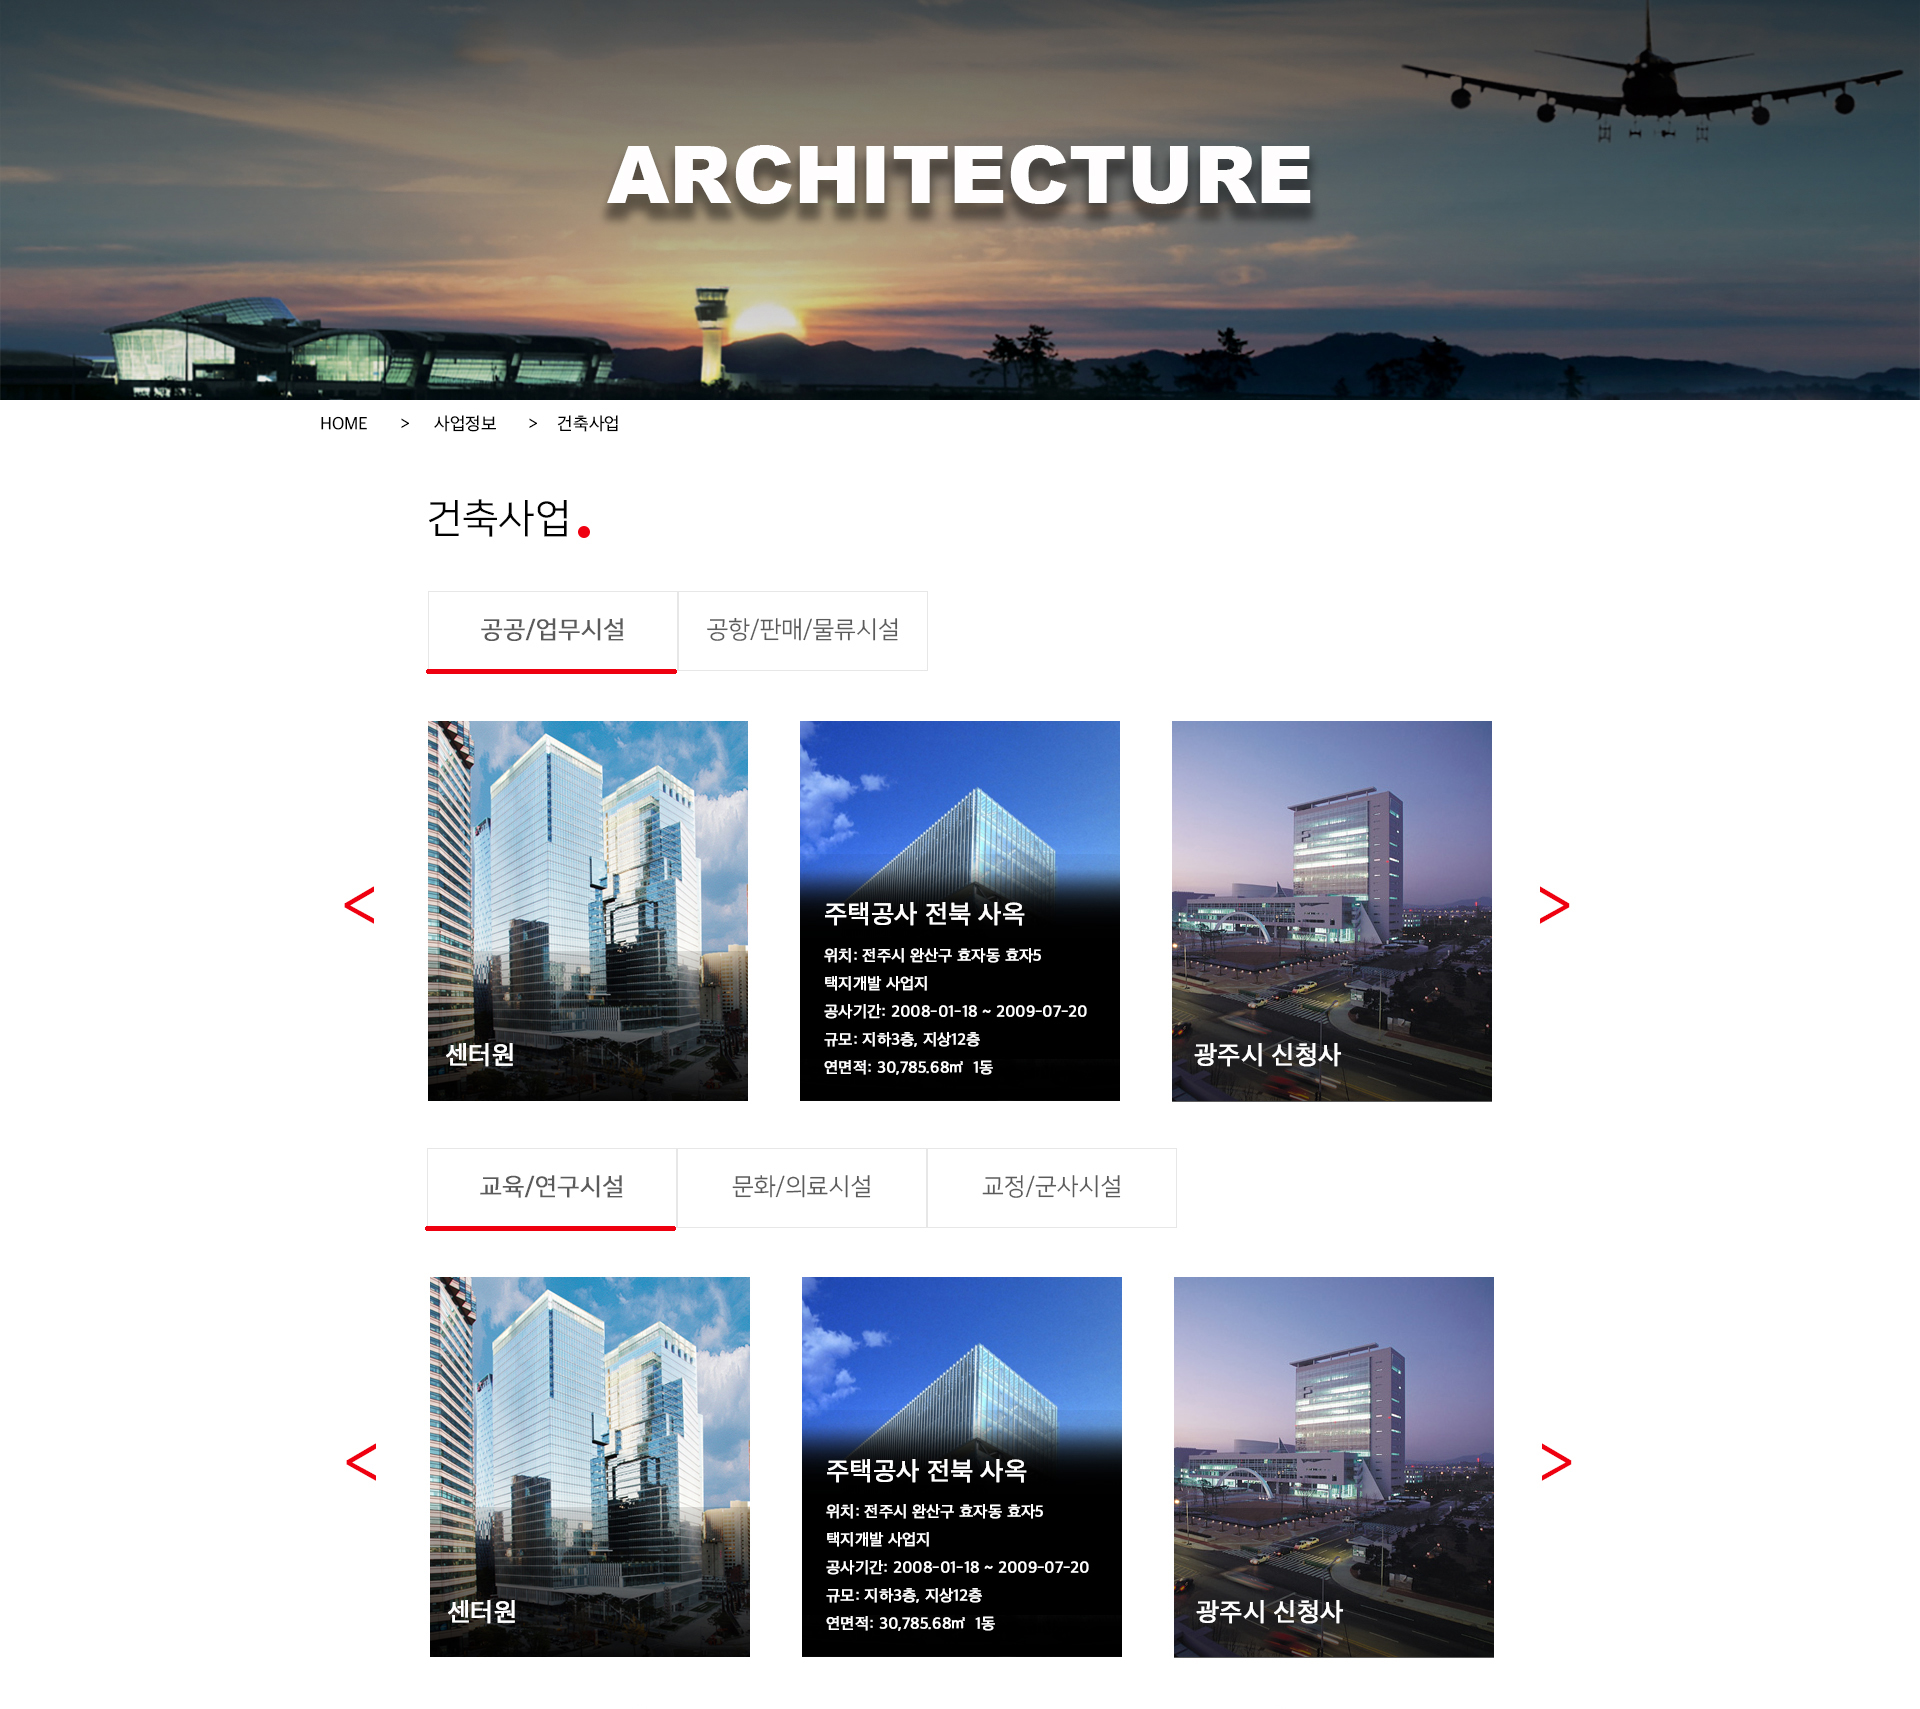 ARCHITECTURE
HOME > 사업정보 > 건축사업
건축사업
공공/업무시설 공항/판매/물류시설
< >
센터원
주택공사 전북 사옥
위치: 전주시 완산구 효자동 효자5
택지개발 사업지
공사기간: 2008-01-18 ~ 2009-07-20
규모: 지하3층, 지상12층
연면적: 30,785.68㎡ 1동
광주시 신청사
교육/연구시설 문화/의료시설 교정/군사시설
< >
센터원
주택공사 전북 사옥
위치: 전주시 완산구 효자동 효자5
택지개발 사업지
공사기간: 2008-01-18 ~ 2009-07-20
규모: 지하3층, 지상12층
연면적: 30,785.68㎡ 1동
광주시 신청사